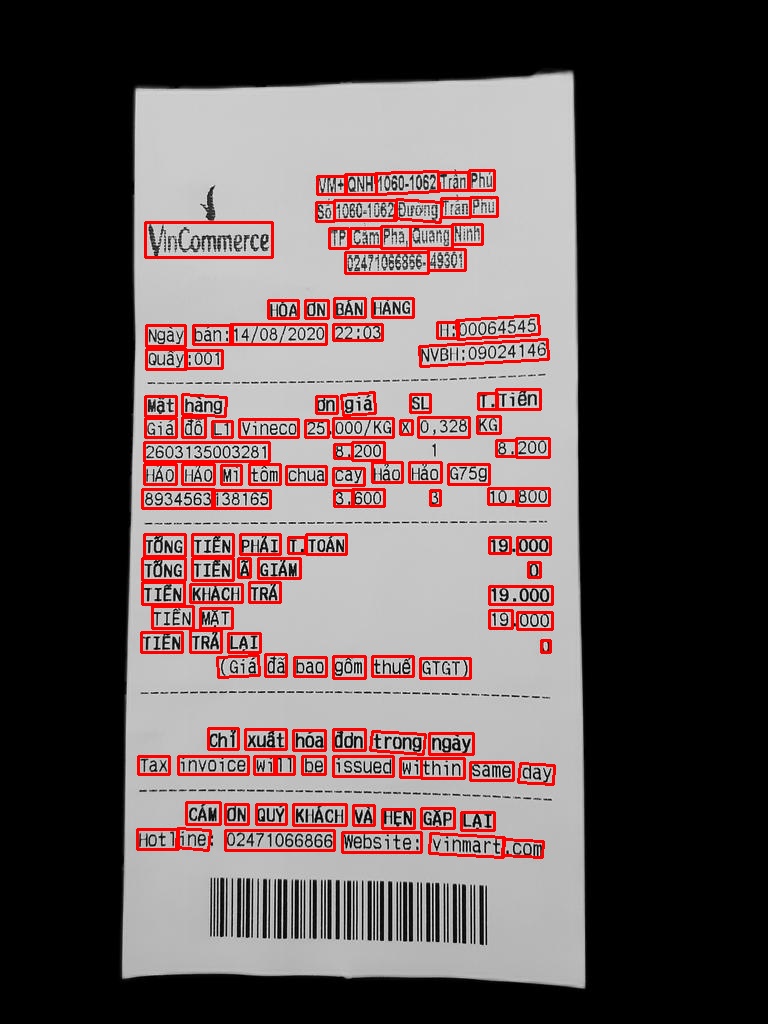 VM+ QNH 1060-1062 Trần Phú
Số 1060-1062 Đường Trần Phú
TP Cẩm Phả, Quảng Ninh
02471066866-49301
VinCommerce
HÓA ĐƠN BÁN HÀNG
Ngày bán:14/08/2020 22:03 HĐ:00064545
Quầy:001 NVBH:09024146
Mặt hàng Đơn giá SL T.Tiền
Giá đỗ Li Vineco 25.000/KG X 0,328 KG
2603135003281 8.200 1 8.200
HẢO HẢO Mì tôm chua cay Hảo Hảo G75g
8934563138165 3.600 3 10.800
TỔNG TIỀN PHẢI T.TOÁN 19.000
TỔNG TIỀN ĐÃ GIẢM 0
TIỀN KHÁCH TRẢ 19.000
TIỀN MẶT 19.000
TIỀN TRẢ LẠI 0
(Giá đã bao gồm thuế GTGT)
Chỉ xuất hóa đơn trong ngày
Tax invoice will be issued within same day
CẢM ƠN QUÝ KHÁCH VÀ HẸN GẶP LẠI
Hotline: 02471066866 Website: vinmart.com